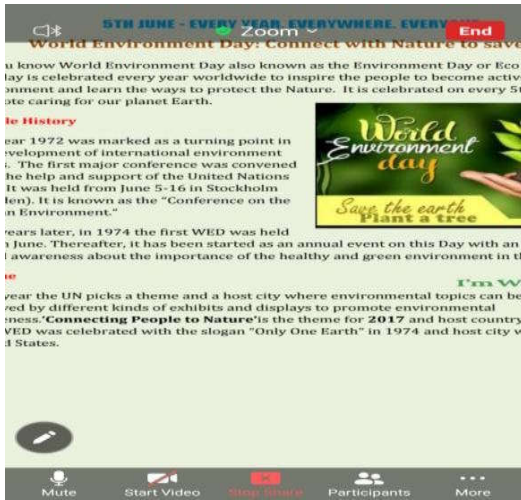 5TH JUNE - EVERY YEAR. EVERYWHERE. EVERYONE
Zoom
End
World Environment Day: Connect with Nature to save
u know World Environment Day also known as the Environment Day or Eco
lay is celebrated every year worldwide to inspire the people to become activ
onment and learn the ways to protect the Nature. It is celebrated on every 5t
ote caring for our planet Earth.
le History
ear 1972 was marked as a turning point in
evelopment of international environment
s. The first major conference was convened
he help and support of the United Nations
It was held from June 5-16 in Stockholm
den). It is known as the "Conference on the
n Environment."
World
Environment
day
Save the earth
Plant a tree
years later, in 1974 the first WED was held
n June. Thereafter, it has been started as an annual event on this Day with an
l awareness about the importance of the healthy and green environment in th
ne
I'm W
year the UN picks a theme and a host city where environmental topics can be
ved by different kinds of exhibits and displays to promote environmental
eness.'Connecting People to Nature'is the theme for 2017 and host country
WED was celebrated with the slogan "Only One Earth" in 1974 and host city w
d States.
Mute
Start Video
Stop Share
Participants
More